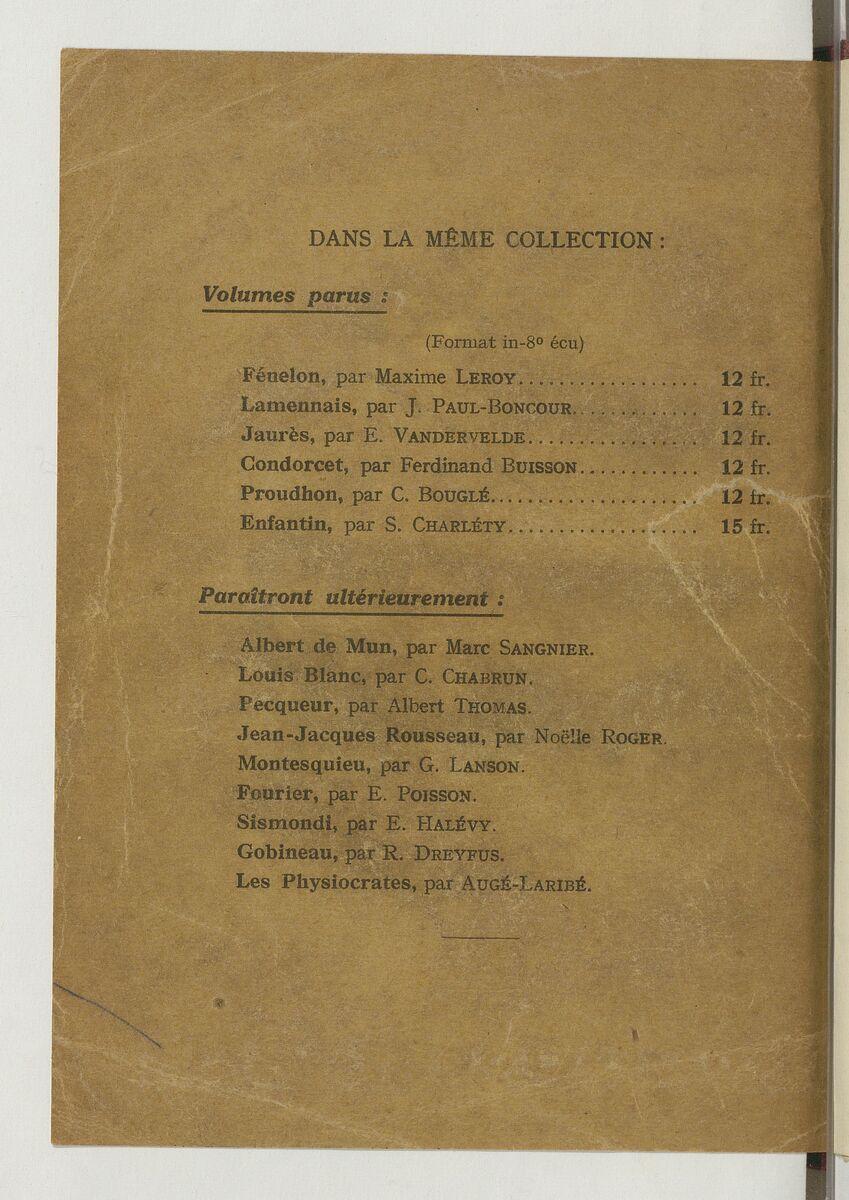 DANS LA MÊME COLLECTION :
Volumes parus :
(Format in-8º écu)
Fénelon, par Maxime LEROY.................. 12 fr.
Lamennais, par J. PAUL-BONCOUR............. 12 fr.
Jaurès, par E. VANDERVELDE................. 12 fr.
Condorcet, par Ferdinand BUISSON............ 12 fr.
Proudhon, par C. BOUGLÉ..................... 12 fr.
Enfantin, par S. CHARLÉTY................... 15 fr.
Paraîtront ultérieurement :
Albert de Mun, par Marc SANGNIER.
Louis Blanc, par C. CHABRUN.
Pecqueur, par Albert THOMAS.
Jean-Jacques Rousseau, par Noëlle ROGER.
Montesquieu, par G. LANSON.
Fourier, par E. POISSON.
Sismondi, par E. HALÉVY.
Gobineau, par R. DREYFUS.
Les Physiocrates, par AUGÉ-LARIBÉ.